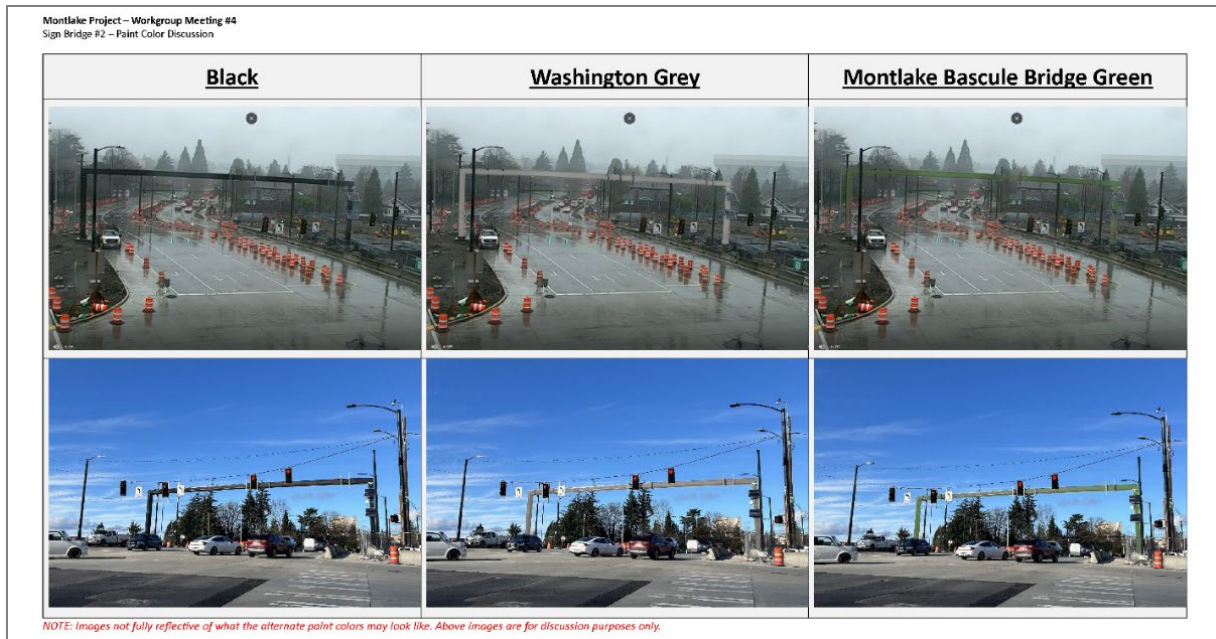 Montlake Project – Workgroup Meeting #4
Sign Bridge #2 – Paint Color Discussion
Black
Washington Grey
Montlake Bascule Bridge Green
NOTE: Images not fully reflective of what the alternate paint colors may look like. Above images are for discussion purposes only.